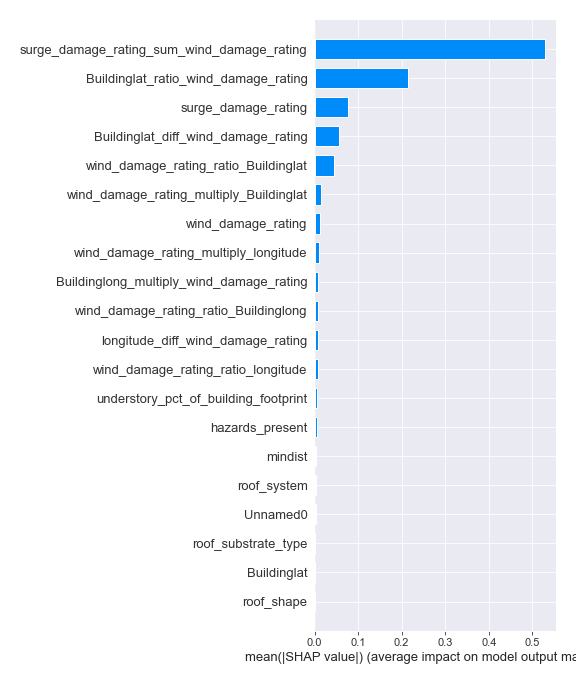 surge_damage_rating_sum_wind_damage_rating
Buildinglat_ratio_wind_damage_rating
surge_damage_rating
Buildinglat_diff_wind_damage_rating
wind_damage_rating_ratio_Buildinglat
wind_damage_rating_multiply_Buildinglat
wind_damage_rating
wind_damage_rating_multiply_longitude
Buildinglong_multiply_wind_damage_rating
wind_damage_rating_ratio_Buildinglong
longitude_diff_wind_damage_rating
wind_damage_rating_ratio_longitude
understory_pct_of_building_footprint
hazards_present
mindist
roof_system
Unnamed0
roof_substrate_type
Buildinglat
roof_shape
0.0 0.1 0.2 0.3 0.4 0.5
mean(|SHAP value|) (average impact on model output ma